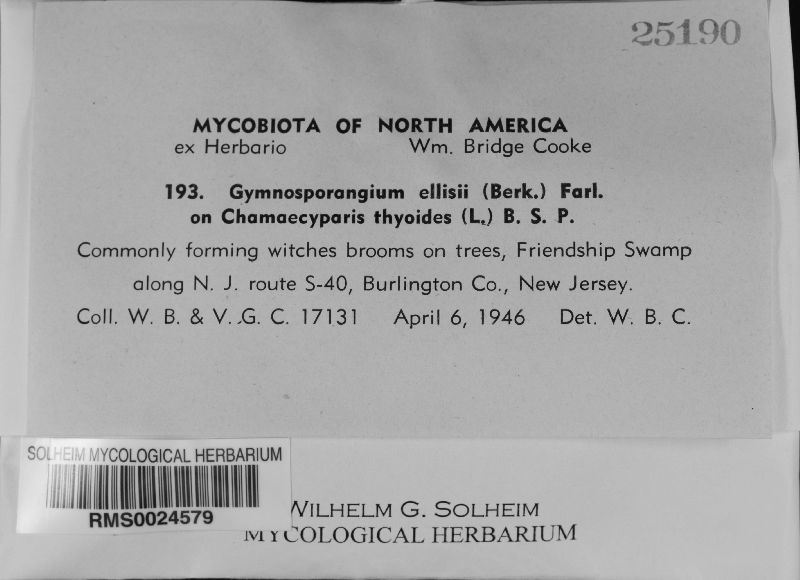 25190
MYCOBIOTA OF NORTH AMERICA
ex Herbario Wm. Bridge Cooke
193. Gymnosporangium ellisii (Berk.) Farl.
on Chamaecyparis thyoides (L.) B. S. P.
Commonly forming witches brooms on trees, Friendship Swamp
along N. J. route S-40, Burlington Co., New Jersey.
Coll. W. B. & V. G. C. 17131 April 6, 1946 Det. W. B. C.
SOLHEIM MYCOLOGICAL HERBARIUM
RMS0024579
WILHELM G. SOLHEIM
MYCOLOGICAL HERBARIUM